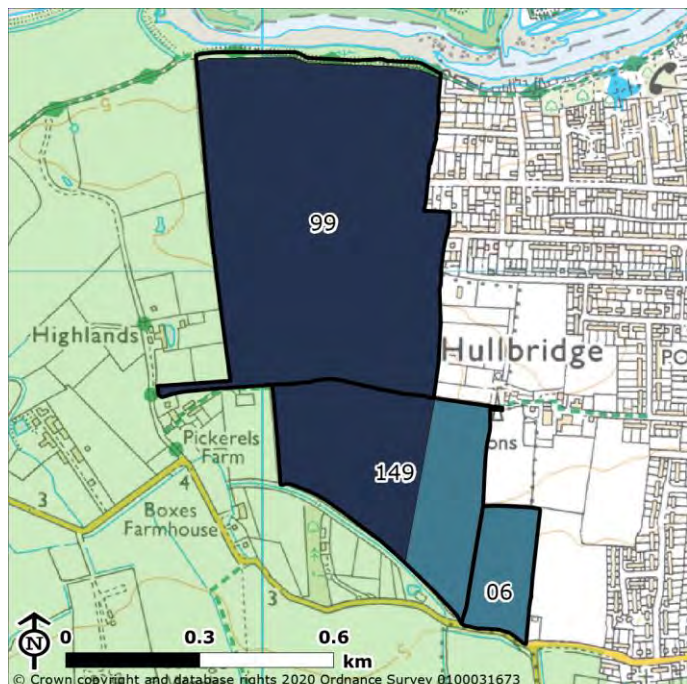 5
99
Highlands
Hullbridge
PO
Pickerels
Farm
ons
149
3
4
Boxes
Farmhouse
06
3
5
N
0 0.3 0.6
km
© Crown copyright and database rights 2020 Ordnance Survey 0100031673